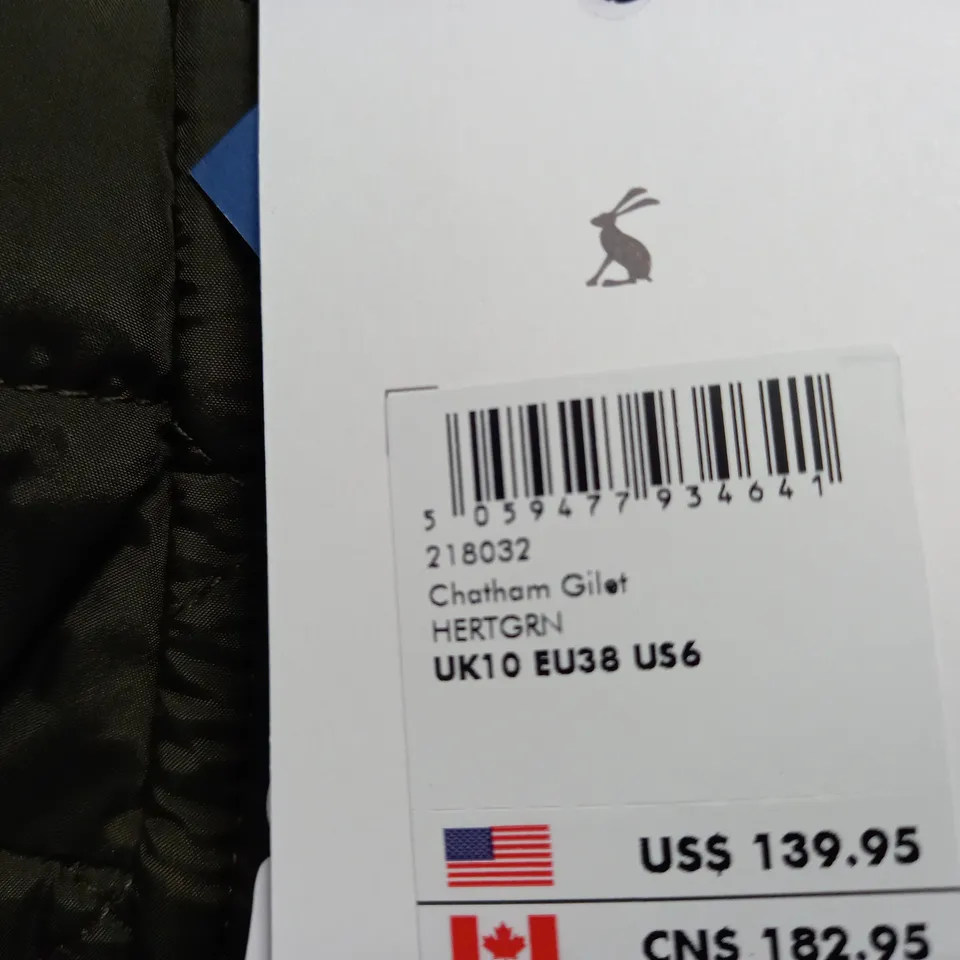 5 059477 934641
218032
Chatham Gilet
HERTGRN
UK10 EU38 US6
US$ 139.95
CN$ 182.95